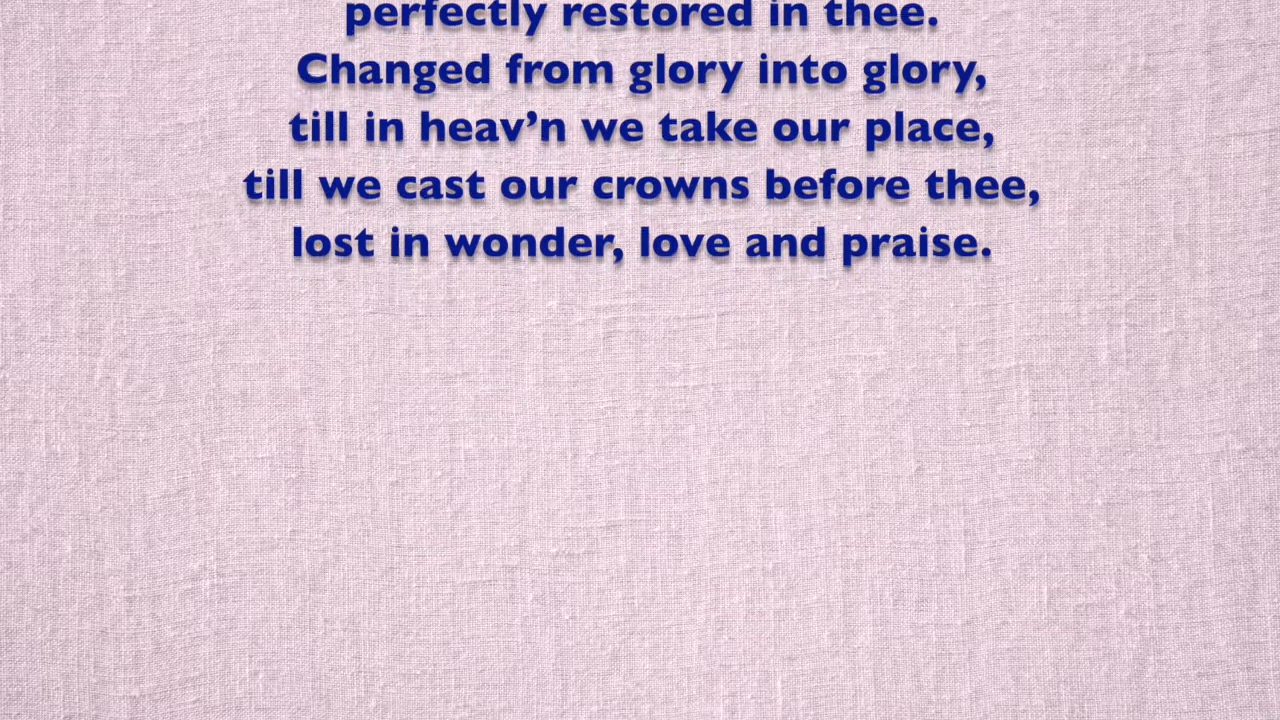 perfectly restored in thee.
Changed from glory into glory,
till in heav’n we take our place,
till we cast our crowns before thee,
lost in wonder, love and praise.